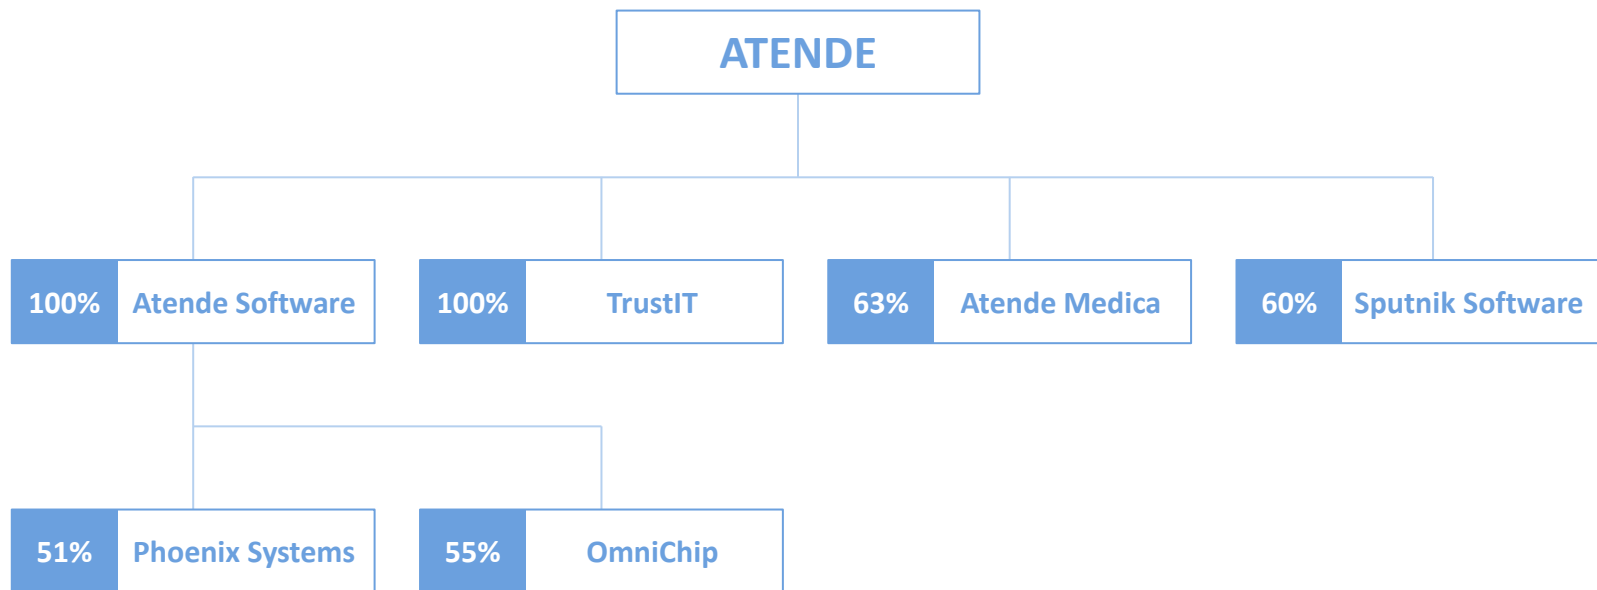 ATENDE
100% Atende Software
100% TrustIT
63% Atende Medica
60% Sputnik Software
51% Phoenix Systems
55% OmniChip